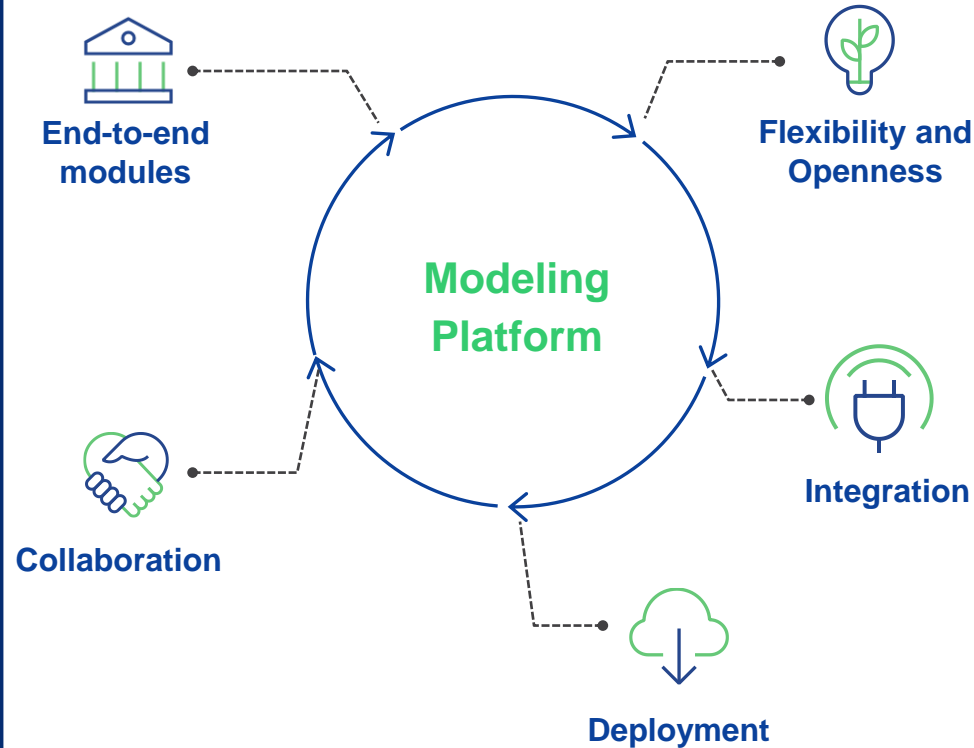 End-to-end
modules
Flexibility and
Openness
Modeling
Platform
Integration
Collaboration
Deployment